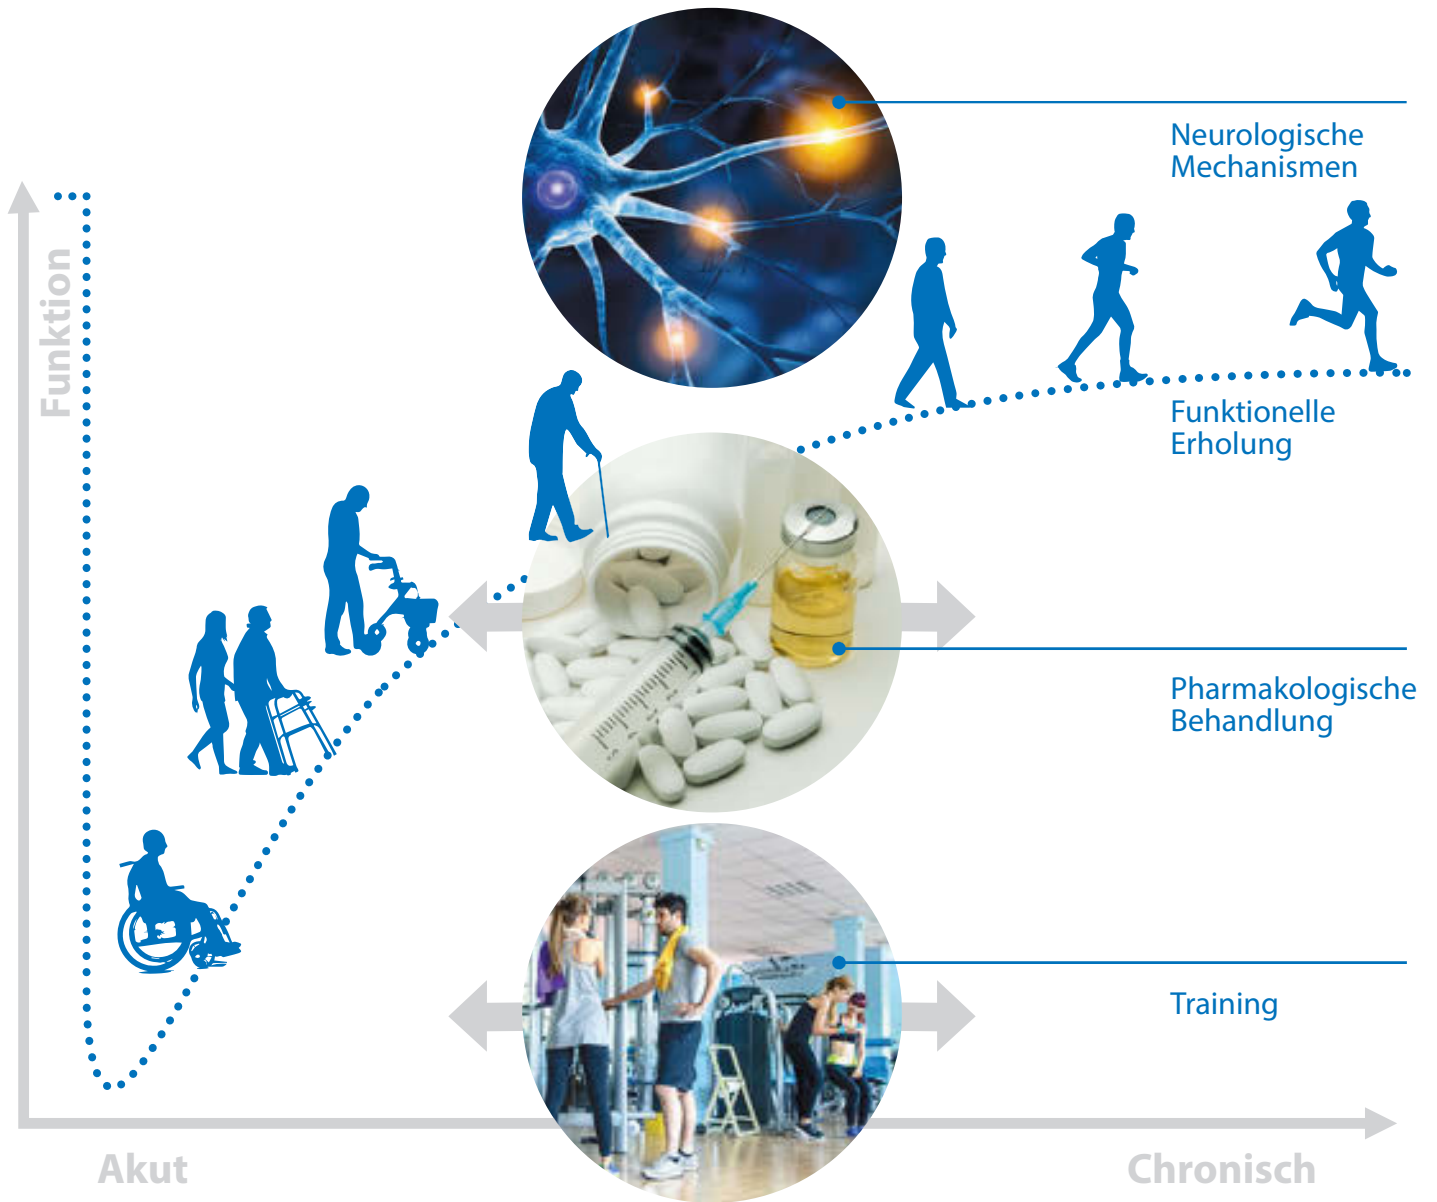 Neurologische
Mechanismen
Funktion
Funktionelle
Erholung
Pharmakologische
Behandlung
Training
Akut
Chronisch